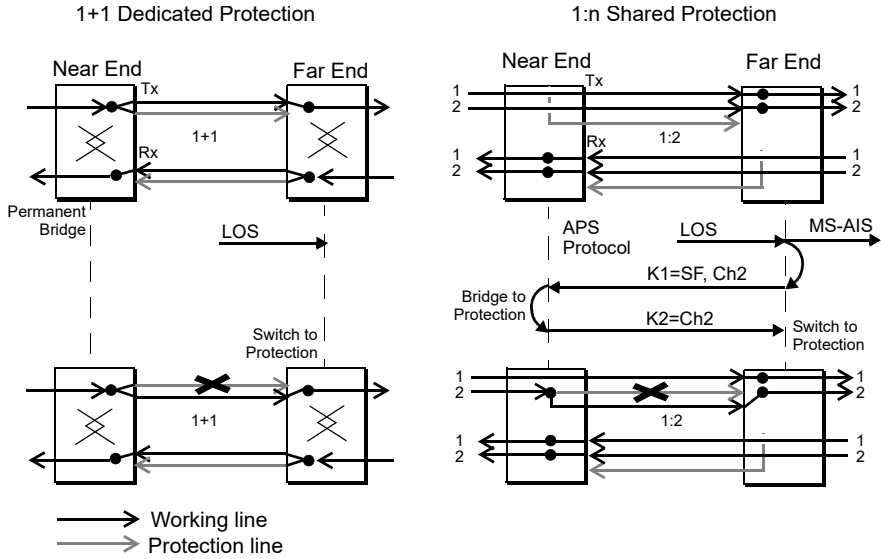 1+1 Dedicated Protection
Near End
Far End
Tx
1+1
Rx
Permanent
Bridge
LOS
Switch to
Protection
1+1
Working line
Protection line
1:n Shared Protection
Near End
Far End
Tx
1
2
1
2
1:2
Rx
1
2
1
2
APS
Protocol
LOS
MS-AIS
K1=SF, Ch2
Bridge to
Protection
K2=Ch2
Switch to
Protection
1
2
1
2
1:2
1
2
1
2